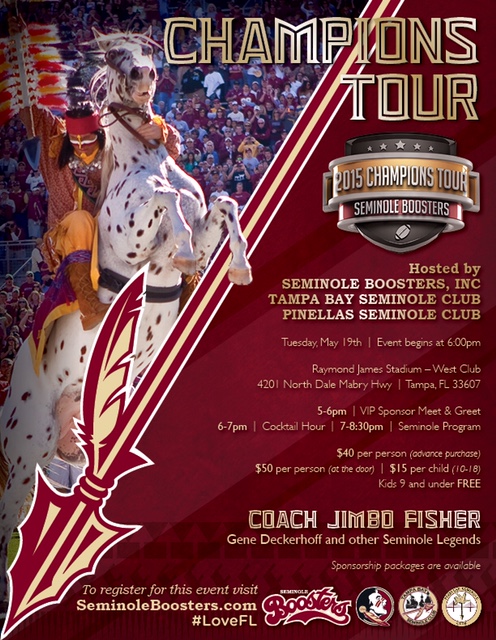 CHAMPIONS
TOUR
2015 CHAMPIONS TOUR
SEMINOLE BOOSTERS
Hosted by
SEMINOLE BOOSTERS, INC
TAMPA BAY SEMINOLE CLUB
PINELLAS SEMINOLE CLUB
Tuesday, May 19th | Event begins at 6:00pm
Raymond James Stadium – West Club
4201 North Dale Mabry Hwy | Tampa, FL 33607
5-6pm | VIP Sponsor Meet & Greet
6-7pm | Cocktail Hour | 7-8:30pm | Seminole Program
$40 per person (advance purchase)
$50 per person (at the door) | $15 per child (10-18)
Kids 9 and under FREE
COACH JIMBO FISHER
Gene Deckerhoff and other Seminole Legends
Sponsorship packages are available
To register for this event visit
SeminoleBoosters.com
#LoveFL
SEMINOLE
Boosters